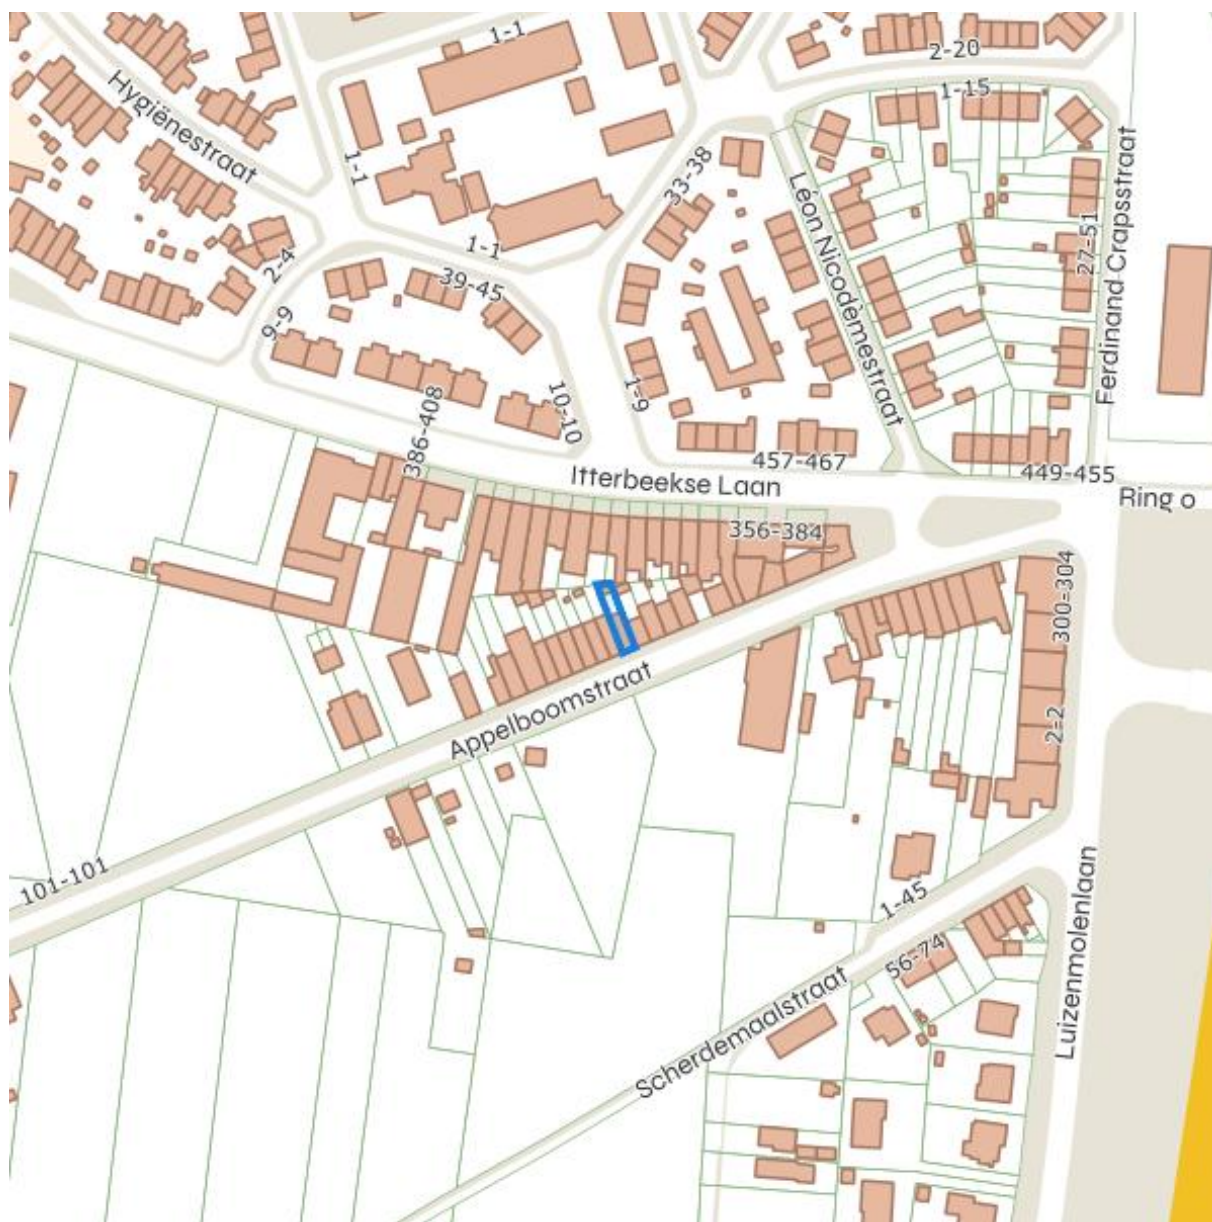 1-1
2-20
1-15
Hygiënestraat
1-1
33-38
Léon Nicodèmestraat
Ferdinand Crapsstraat
27-51
1-1
2-4
39-45
9-9
1-9
10-10
386-408
457-467
449-455
Itterbeekse Laan
Ring o
356-384
300-304
Appelboomstraat
2-2
101-101
1-45
56-74
Luizenmolenlaan
Scherdemaalstraat